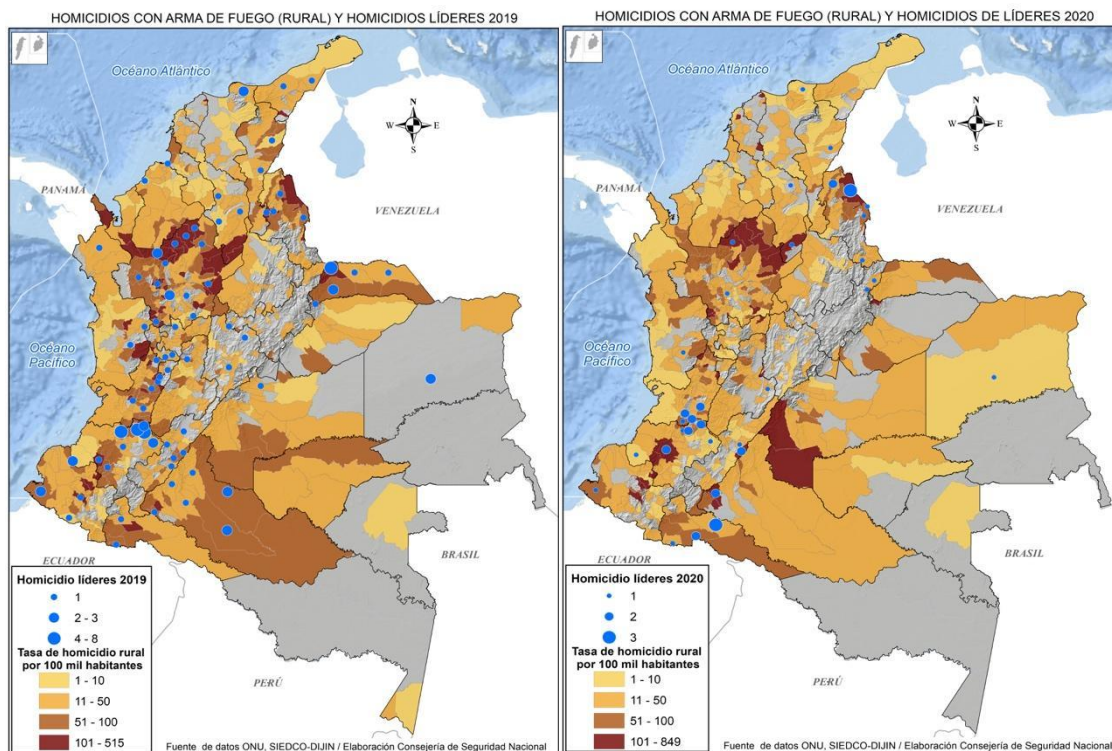 HOMICIDIOS CON ARMA DE FUEGO (RURAL) Y HOMICIDIOS LÍDERES 2019
Océano Atlántico
N
W
E
S
PANAMÁ
VENEZUELA
Océano
Pacífico
ECUADOR
BRASIL
PERÚ
Homicidio líderes 2019
1
2 - 3
4 - 8
Tasa de homicidio rural
por 100 mil habitantes
1 - 10
11 - 50
51 - 100
101 - 515
Fuente de datos ONU, SIEDCO-DIJIN / Elaboración Consejería de Seguridad Nacional
HOMICIDIOS CON ARMA DE FUEGO (RURAL) Y HOMICIDIOS DE LÍDERES 2020
Océano Atlántico
N
W
E
S
PANAMÁ
VENEZUELA
Océano
Pacífico
ECUADOR
BRASIL
PERÚ
Homicidio líderes 2020
1
2
3
Tasa de homicidio rural
por 100 mil habitantes
1 - 10
11 - 50
51 - 100
101 - 849
Fuente de datos ONU, SIEDCO-DIJIN / Elaboración Consejería de Seguridad Nacional